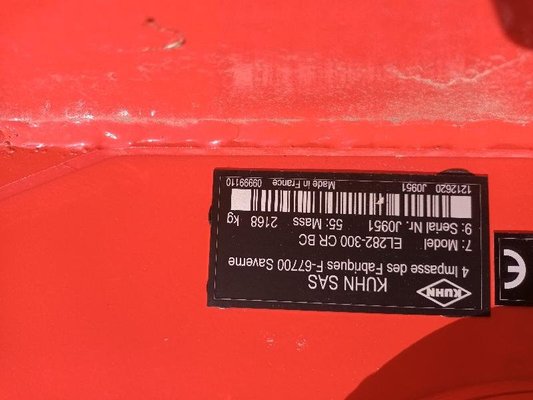 KUHN
KUHN SAS
4 Impasse des Fabriques F-67700 Saverne
7: Model EL282-300 CR BC
9: Serial Nr. J0951 55: Mass 2168 kg
1212620 J0951 Made in France 09999110
CE